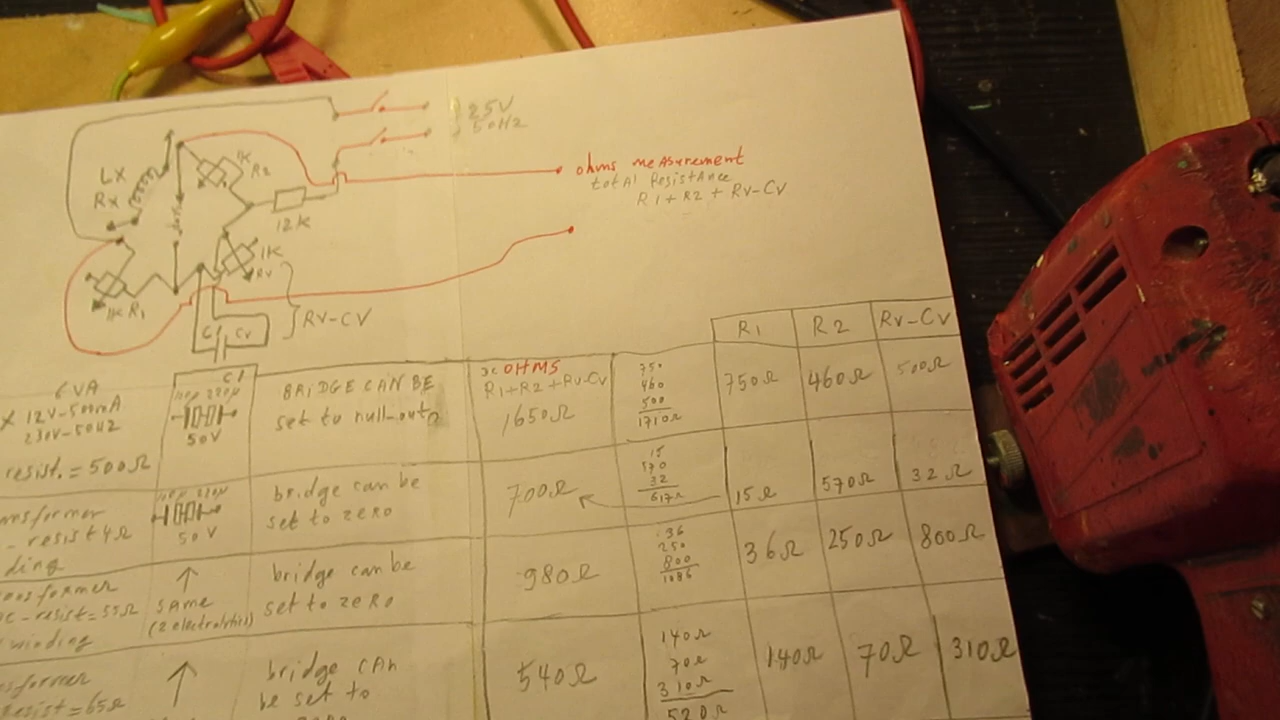 25V
50Hz
ohms measurement
total Resistance
R1+R2 + RV-CV
LX
RX
1K
R2
12K
1K
RV
1K R1
C1 CV
RV-CV
R1 R2 RV-CV
6VA
X 12V-500mA
230V-50Hz
resist. = 500Ω
C1
50V
BRIDGE CAN BE
set to null-out
OHMS
R1+R2+RV-CV
1650Ω
750
460
500
1710Ω
750Ω 460Ω 500Ω
nsformer
- resist 4Ω
ding
50V
bridge can be
set to zero
700Ω
15
570
32
617Ω
15Ω 570Ω 32Ω
ansformer
c-resist=55Ω
winding
↑
same
(2 electrolytics)
bridge can be
set to zero
980Ω
36
250
800
1086
36Ω 250Ω 800Ω
sformer
Resist=65Ω
↑
bridge can
be set to
540Ω
140Ω
70Ω
310Ω
520Ω
140Ω 70Ω 310Ω